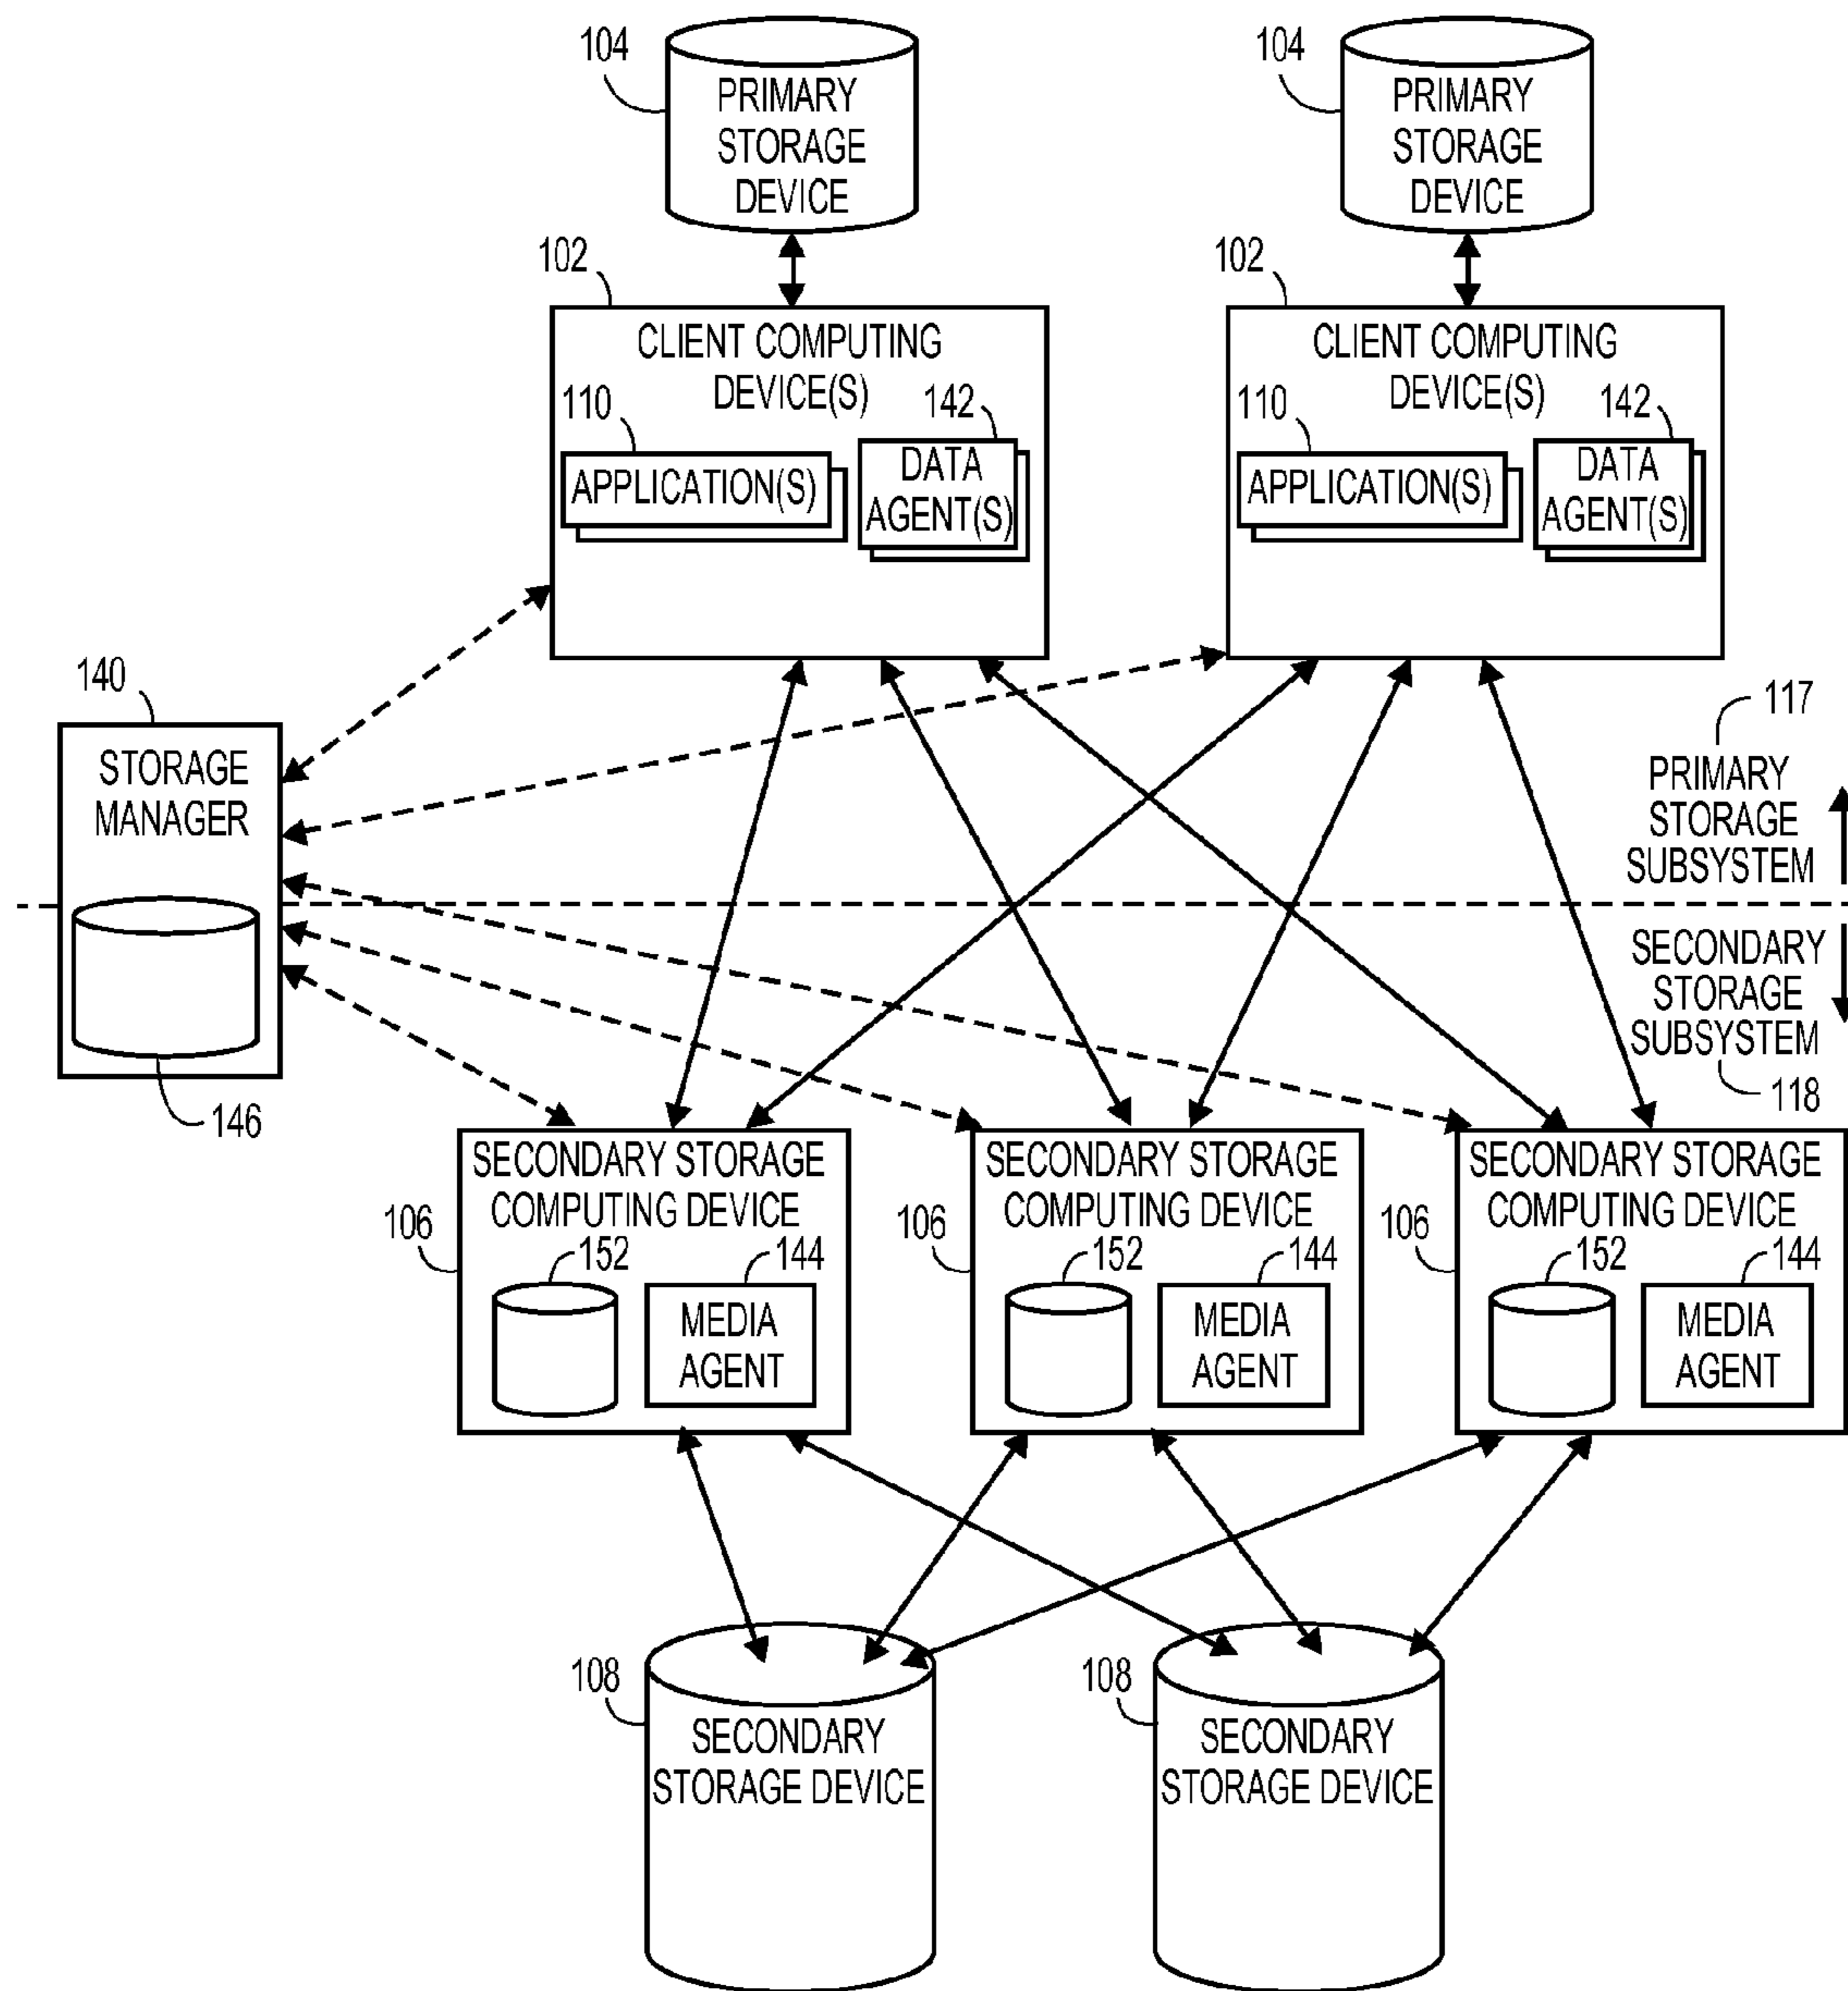 104
PRIMARY
STORAGE
DEVICE
104
PRIMARY
STORAGE
DEVICE
102
CLIENT COMPUTING
DEVICE(S)
110
142
APPLICATION(S)
DATA
AGENT(S)
102
CLIENT COMPUTING
DEVICE(S)
110
142
APPLICATION(S)
DATA
AGENT(S)
140
STORAGE
MANAGER
146
117
PRIMARY
STORAGE
SUBSYSTEM
SECONDARY
STORAGE
SUBSYSTEM
118
SECONDARY STORAGE
COMPUTING DEVICE
106
152
144
MEDIA
AGENT
SECONDARY STORAGE
COMPUTING DEVICE
106
152
144
MEDIA
AGENT
SECONDARY STORAGE
COMPUTING DEVICE
106
152
144
MEDIA
AGENT
108
SECONDARY
STORAGE DEVICE
108
SECONDARY
STORAGE DEVICE